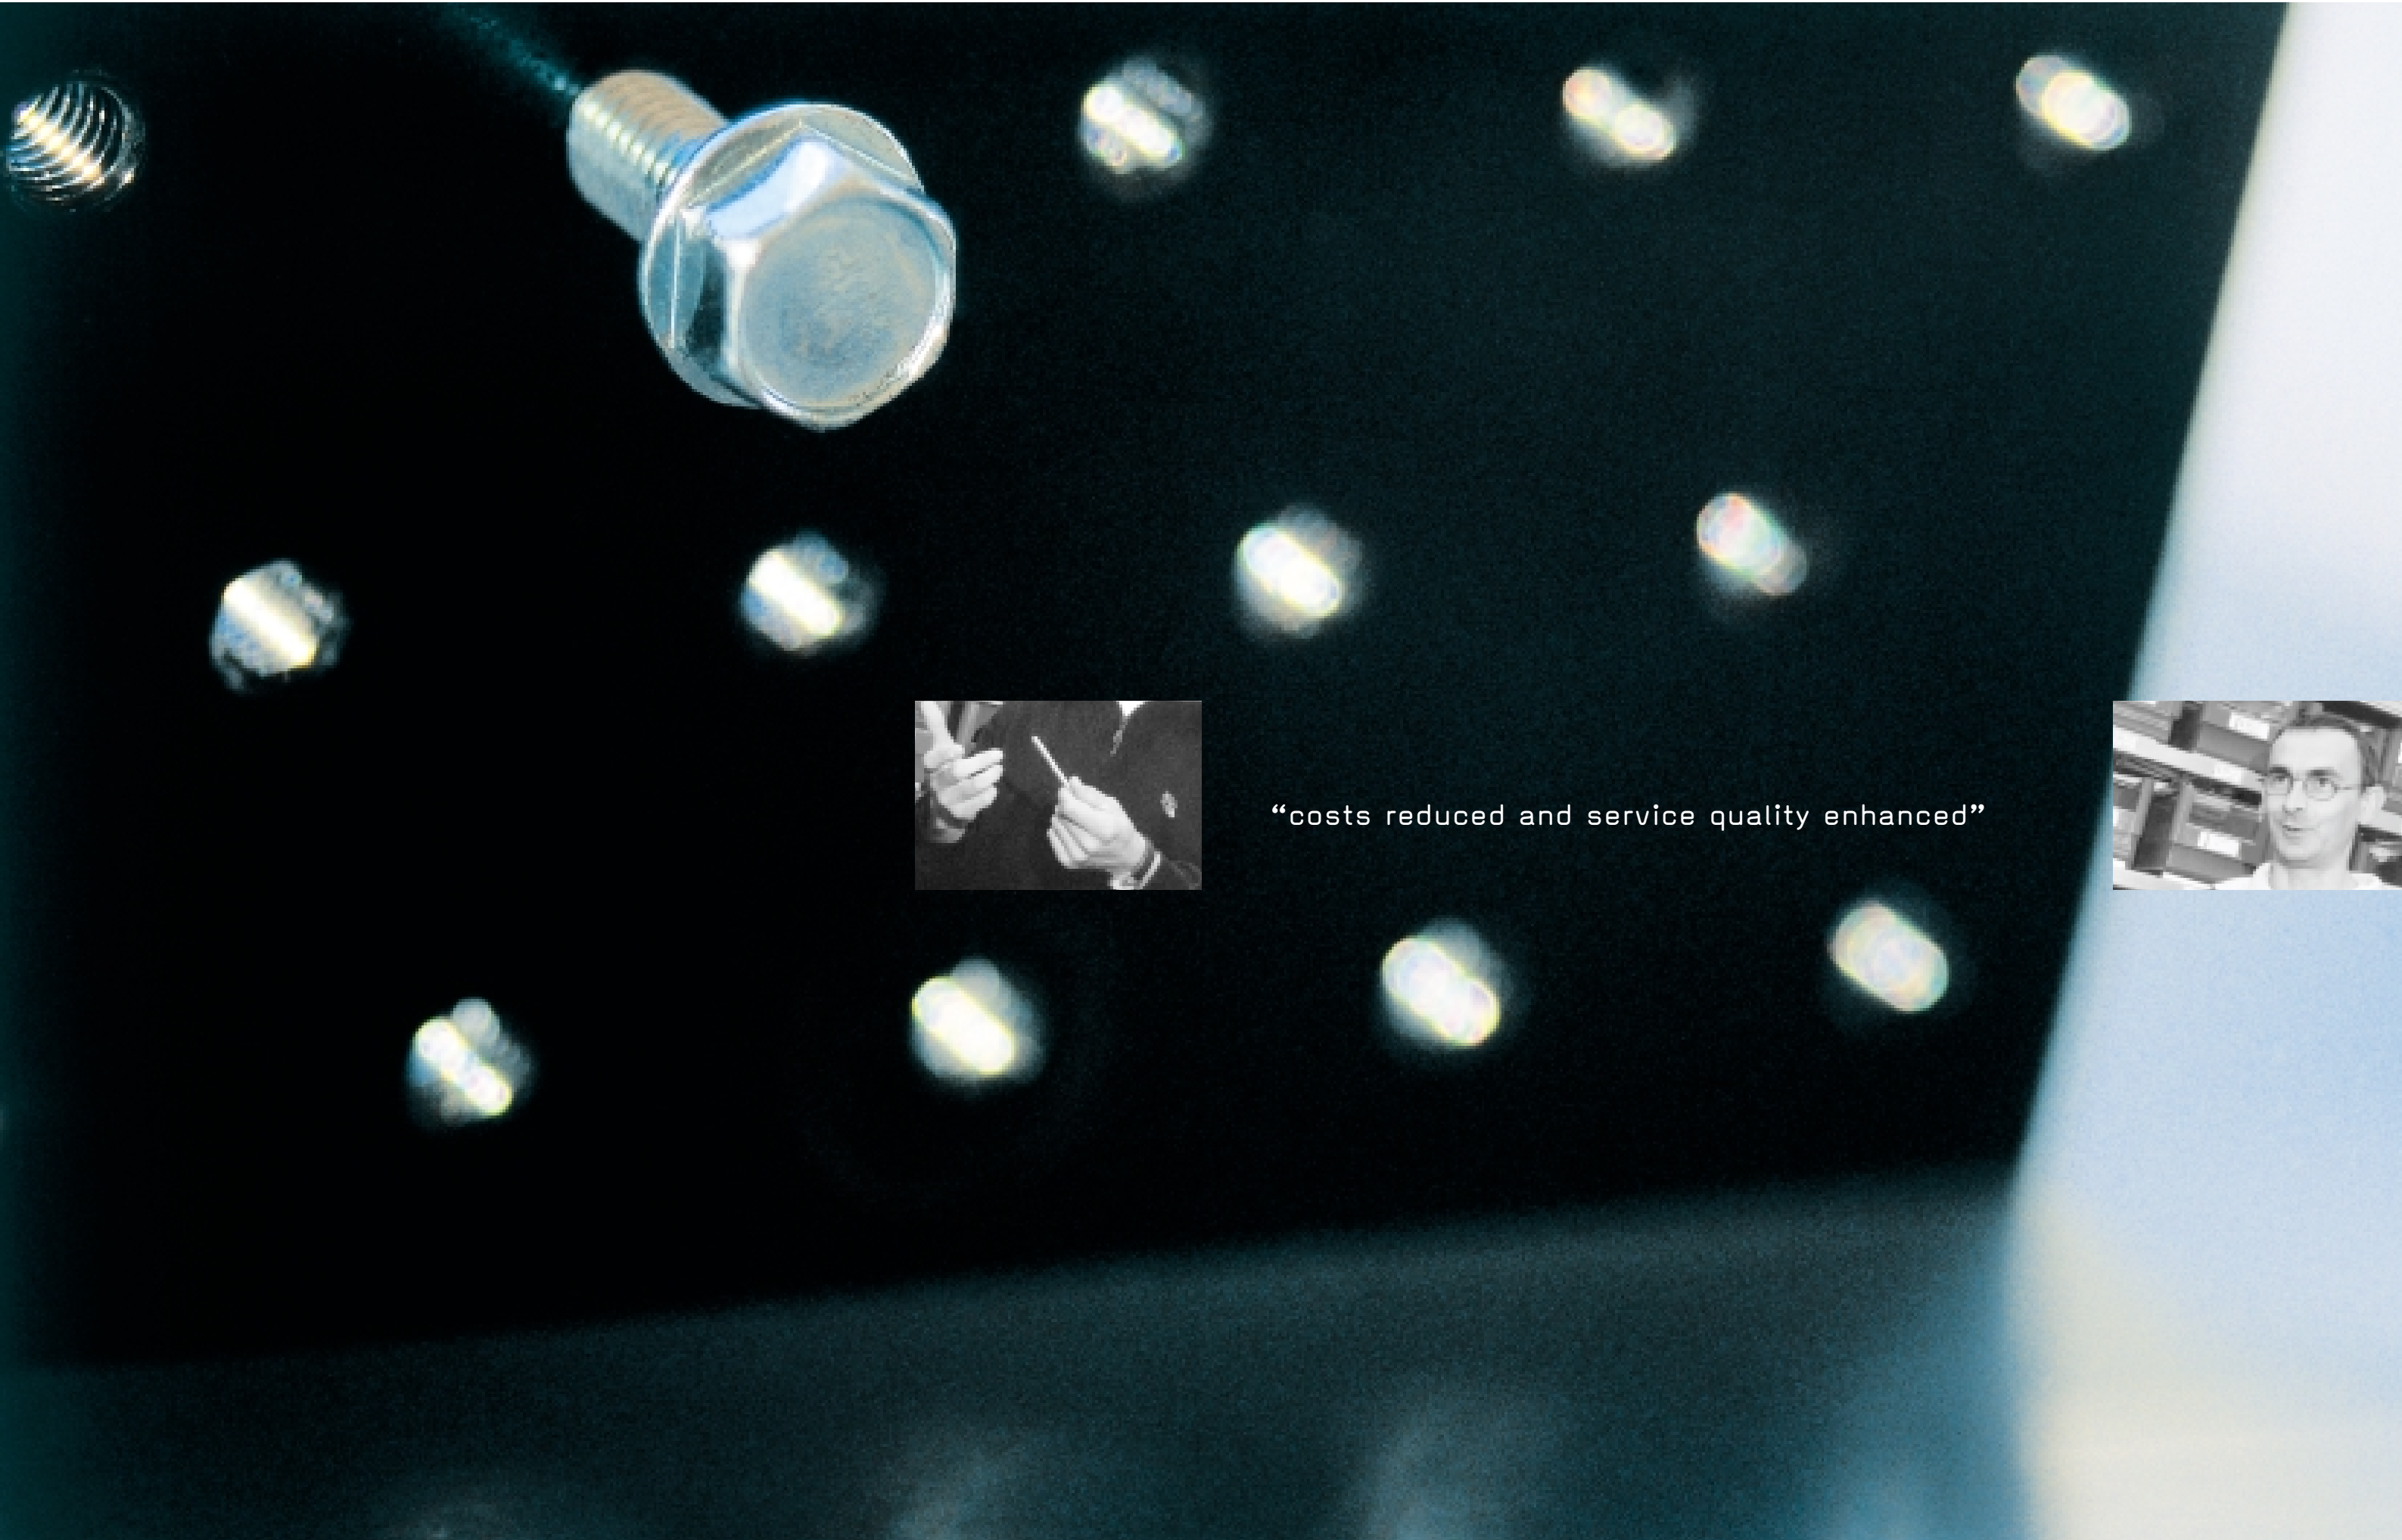 “costs reduced and service quality enhanced”